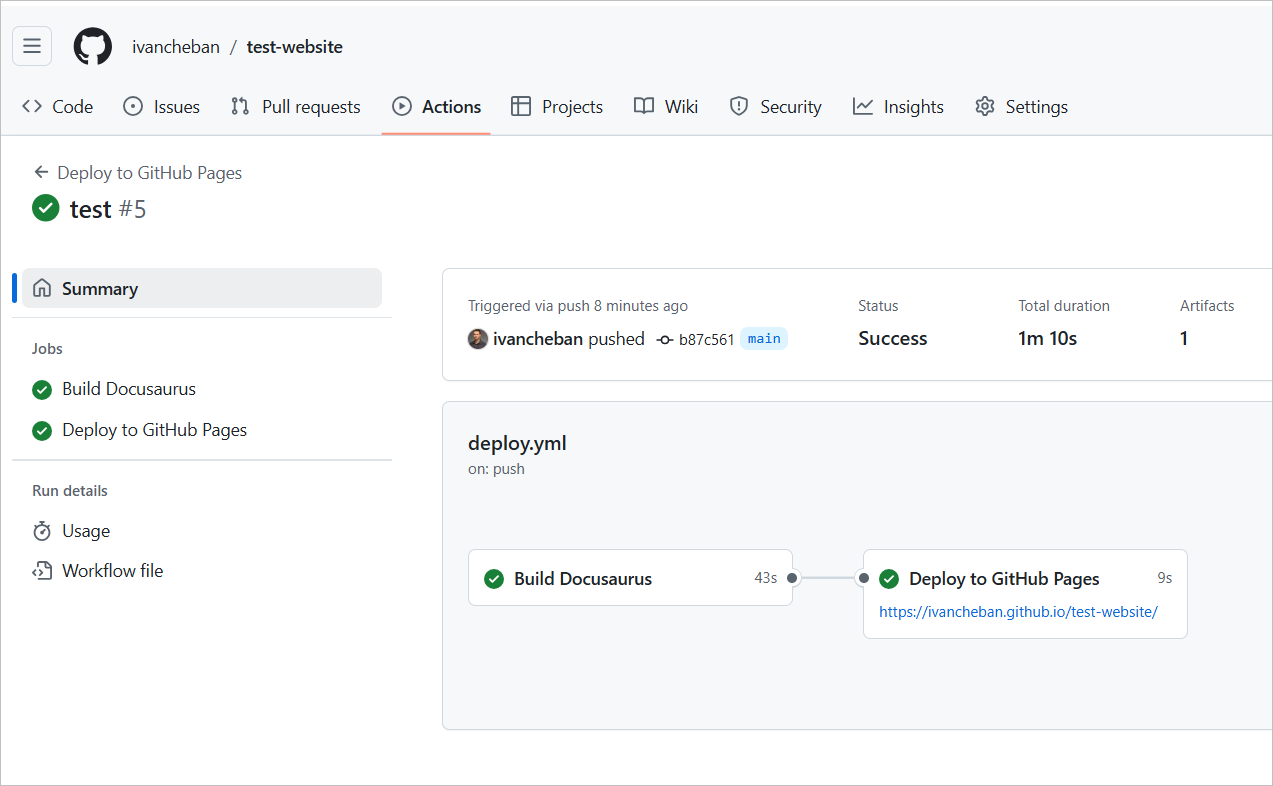 ivancheban / test-website
Code Issues Pull requests Actions Projects Wiki Security Insights Settings
Deploy to GitHub Pages
test #5
Summary
Jobs
Build Docusaurus
Deploy to GitHub Pages
Run details
Usage
Workflow file
Triggered via push 8 minutes ago
ivancheban pushed b87c561 main
Status
Success
Total duration
1m 10s
Artifacts
1
deploy.yml
on: push
Build Docusaurus 43s
Deploy to GitHub Pages 9s
https://ivancheban.github.io/test-website/